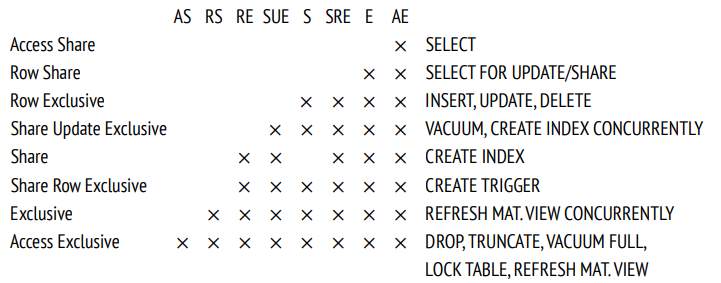 AS RS RE SUE S SRE E AE
Access Share × SELECT
Row Share × × SELECT FOR UPDATE/SHARE
Row Exclusive × × × × INSERT, UPDATE, DELETE
Share Update Exclusive × × × × × VACUUM, CREATE INDEX CONCURRENTLY
Share × × × × × CREATE INDEX
Share Row Exclusive × × × × × × CREATE TRIGGER
Exclusive × × × × × × × REFRESH MAT. VIEW CONCURRENTLY
Access Exclusive × × × × × × × × DROP, TRUNCATE, VACUUM FULL,
LOCK TABLE, REFRESH MAT. VIEW